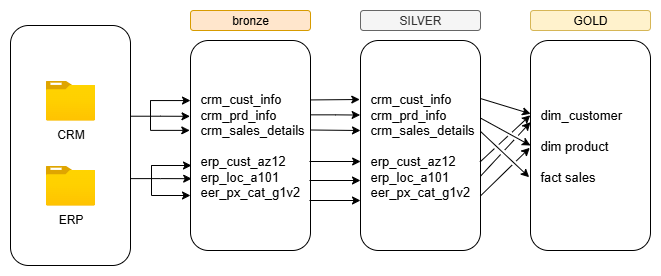 bronze
SILVER
GOLD
CRM
ERP
crm_cust_info
crm_prd_info
crm_sales_details
erp_cust_az12
erp_loc_a101
eer_px_cat_g1v2
crm_cust_info
crm_prd_info
crm_sales_details
erp_cust_az12
erp_loc_a101
eer_px_cat_g1v2
dim_customer
dim product
fact sales